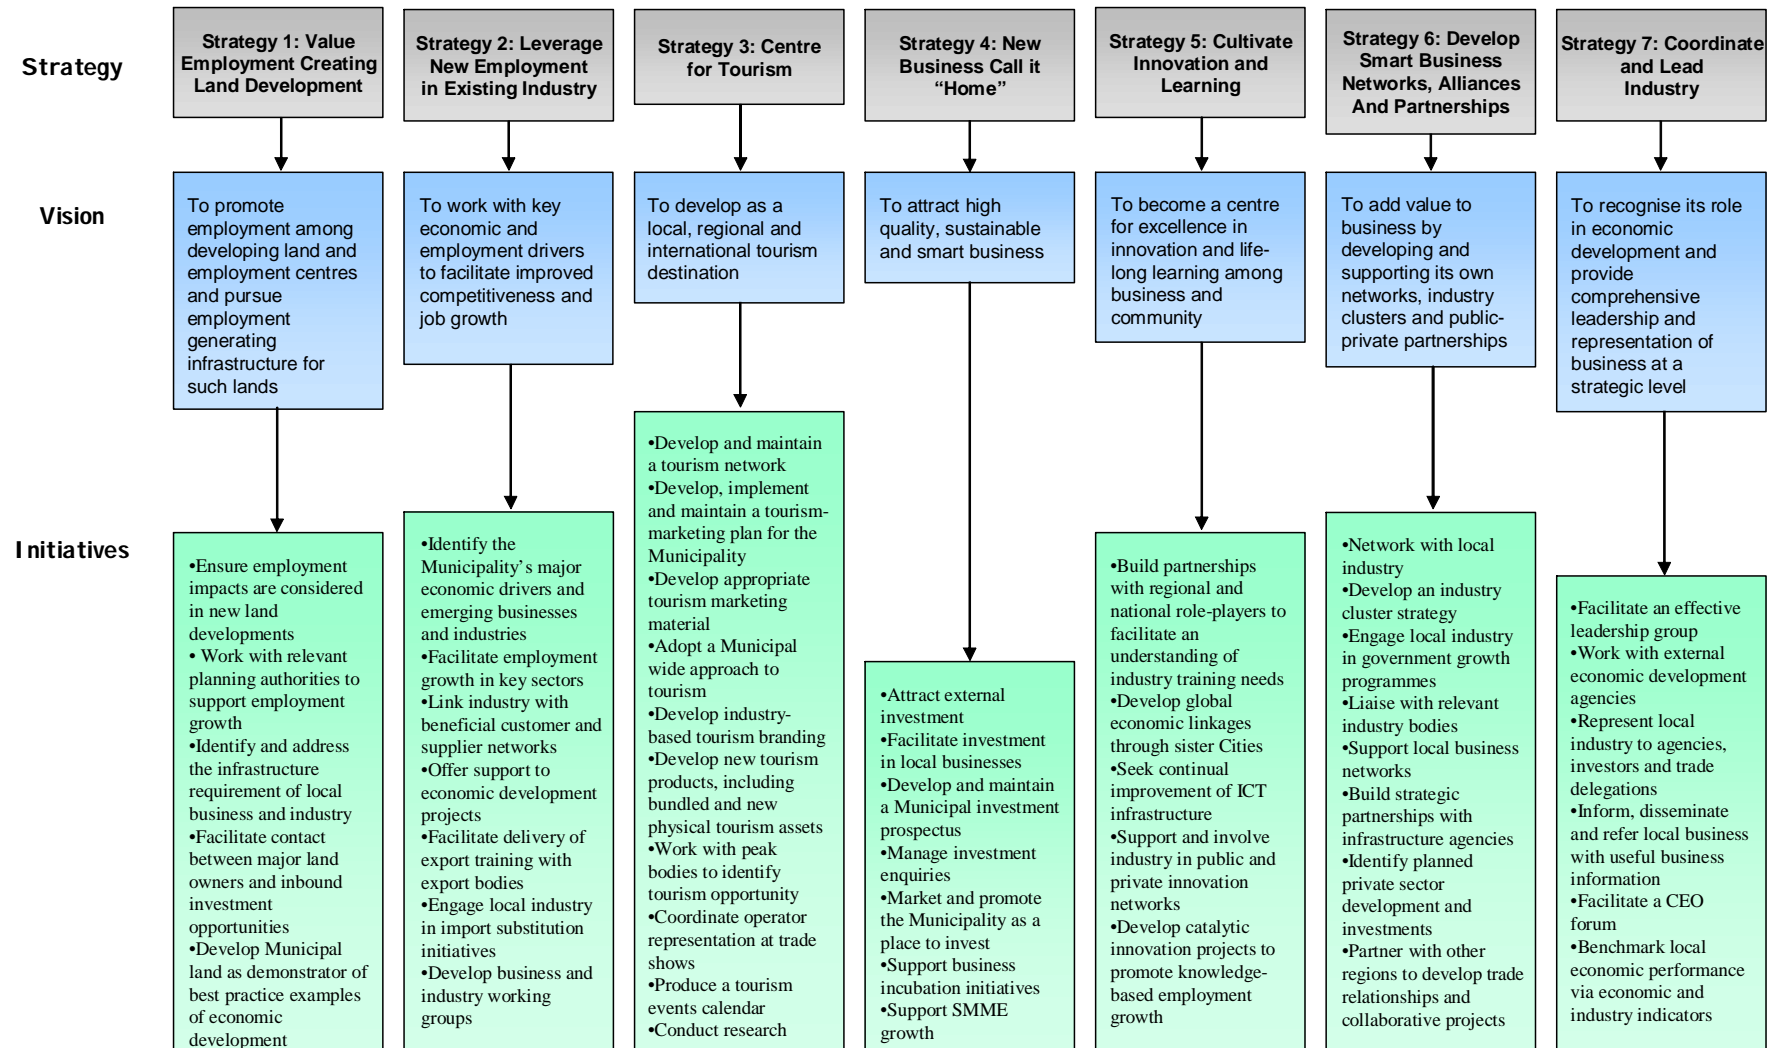 Strategy
Strategy 1: Value
Employment Creating
Land Development
Strategy 2: Leverage
New Employment
in Existing Industry
Strategy 3: Centre
for Tourism
Strategy 4: New
Business Call it
“Home”
Strategy 5: Cultivate
Innovation and
Learning
Strategy 6: Develop
Smart Business
Networks, Alliances
And Partnerships
Strategy 7: Coordinate
and Lead
Industry
Vision
To promote
employment among
developing land and
employment centres
and pursue
employment
generating
infrastructure for
such lands
To work with key
economic and
employment drivers
to facilitate improved
competitiveness and
job growth
To develop as a
local, regional and
international tourism
destination
To attract high
quality, sustainable
and smart business
To become a centre
for excellence in
innovation and life-
long learning among
business and
community
To add value to
business by
developing and
supporting its own
networks, industry
clusters and public-
private partnerships
To recognise its role
in economic
development and
provide
comprehensive
leadership and
representation of
business at a
strategic level
Initiatives
•Ensure employment
impacts are considered
in new land
developments
• Work with relevant
planning authorities to
support employment
growth
•Identify and address
the infrastructure
requirement of local
business and industry
•Facilitate contact
between major land
owners and inbound
investment
opportunities
•Develop Municipal
land as demonstrator of
best practice examples
of economic
development
•Identify the
Municipality’s major
economic drivers and
emerging businesses
and industries
•Facilitate employment
growth in key sectors
•Link industry with
beneficial customer and
supplier networks
•Offer support to
economic development
projects
•Facilitate delivery of
export training with
export bodies
•Engage local industry
in import substitution
initiatives
•Develop business and
industry working
groups
•Develop and maintain
a tourism network
•Develop, implement
and maintain a tourism-
marketing plan for the
Municipality
•Develop appropriate
tourism marketing
material
•Adopt a Municipal
wide approach to
tourism
•Develop industry-
based tourism branding
•Develop new tourism
products, including
bundled and new
physical tourism assets
•Work with peak
bodies to identify
tourism opportunity
•Coordinate operator
representation at trade
shows
•Produce a tourism
events calendar
•Conduct research
•Attract external
investment
•Facilitate investment
in local businesses
•Develop and maintain
a Municipal investment
prospectus
•Manage investment
enquiries
•Market and promote
the Municipality as a
place to invest
•Support business
incubation initiatives
•Support SMME
growth
•Build partnerships
with regional and
national role-players to
facilitate an
understanding of
industry training needs
•Develop global
economic linkages
through sister Cities
•Seek continual
improvement of ICT
infrastructure
•Support and involve
industry in public and
private innovation
networks
•Develop catalytic
innovation projects to
promote knowledge-
based employment
growth
•Network with local
industry
•Develop an industry
cluster strategy
•Engage local industry
in government growth
programmes
•Liaise with relevant
industry bodies
•Support local business
networks
•Build strategic
partnerships with
infrastructure agencies
•Identify planned
private sector
development and
investments
•Partner with other
regions to develop trade
relationships and
collaborative projects
•Facilitate an effective
leadership group
•Work with external
economic development
agencies
•Represent local
industry to agencies,
investors and trade
delegations
•Inform, disseminate
and refer local business
with useful business
information
•Facilitate a CEO
forum
•Benchmark local
economic performance
via economic and
industry indicators